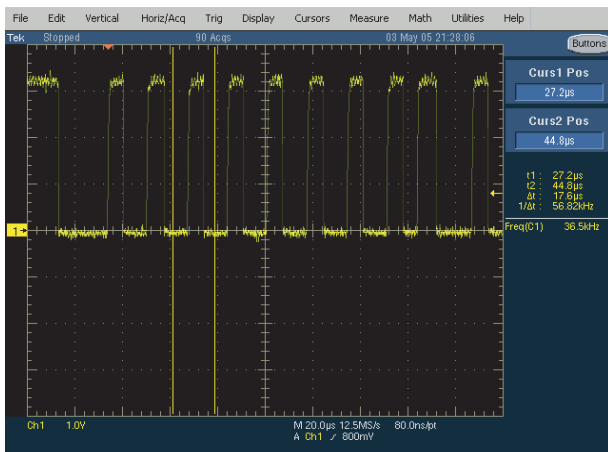 File Edit Vertical Horiz/Acq Trig Display Cursors Measure Math Utilities Help
Tek Stopped 90 Acqs 03 May 05 21:28:06
Buttons
Curs1 Pos
27.2µs
Curs2 Pos
44.8µs
t1 : 27.2µs
t2 : 44.8µs
Δt : 17.6µs
1/Δt : 56.82kHz
1
Freq(C1) 36.5kHz
Ch1 1.0V M 20.0µs 12.5MS/s 80.0ns/pt
A Ch1 ∕ 800mV